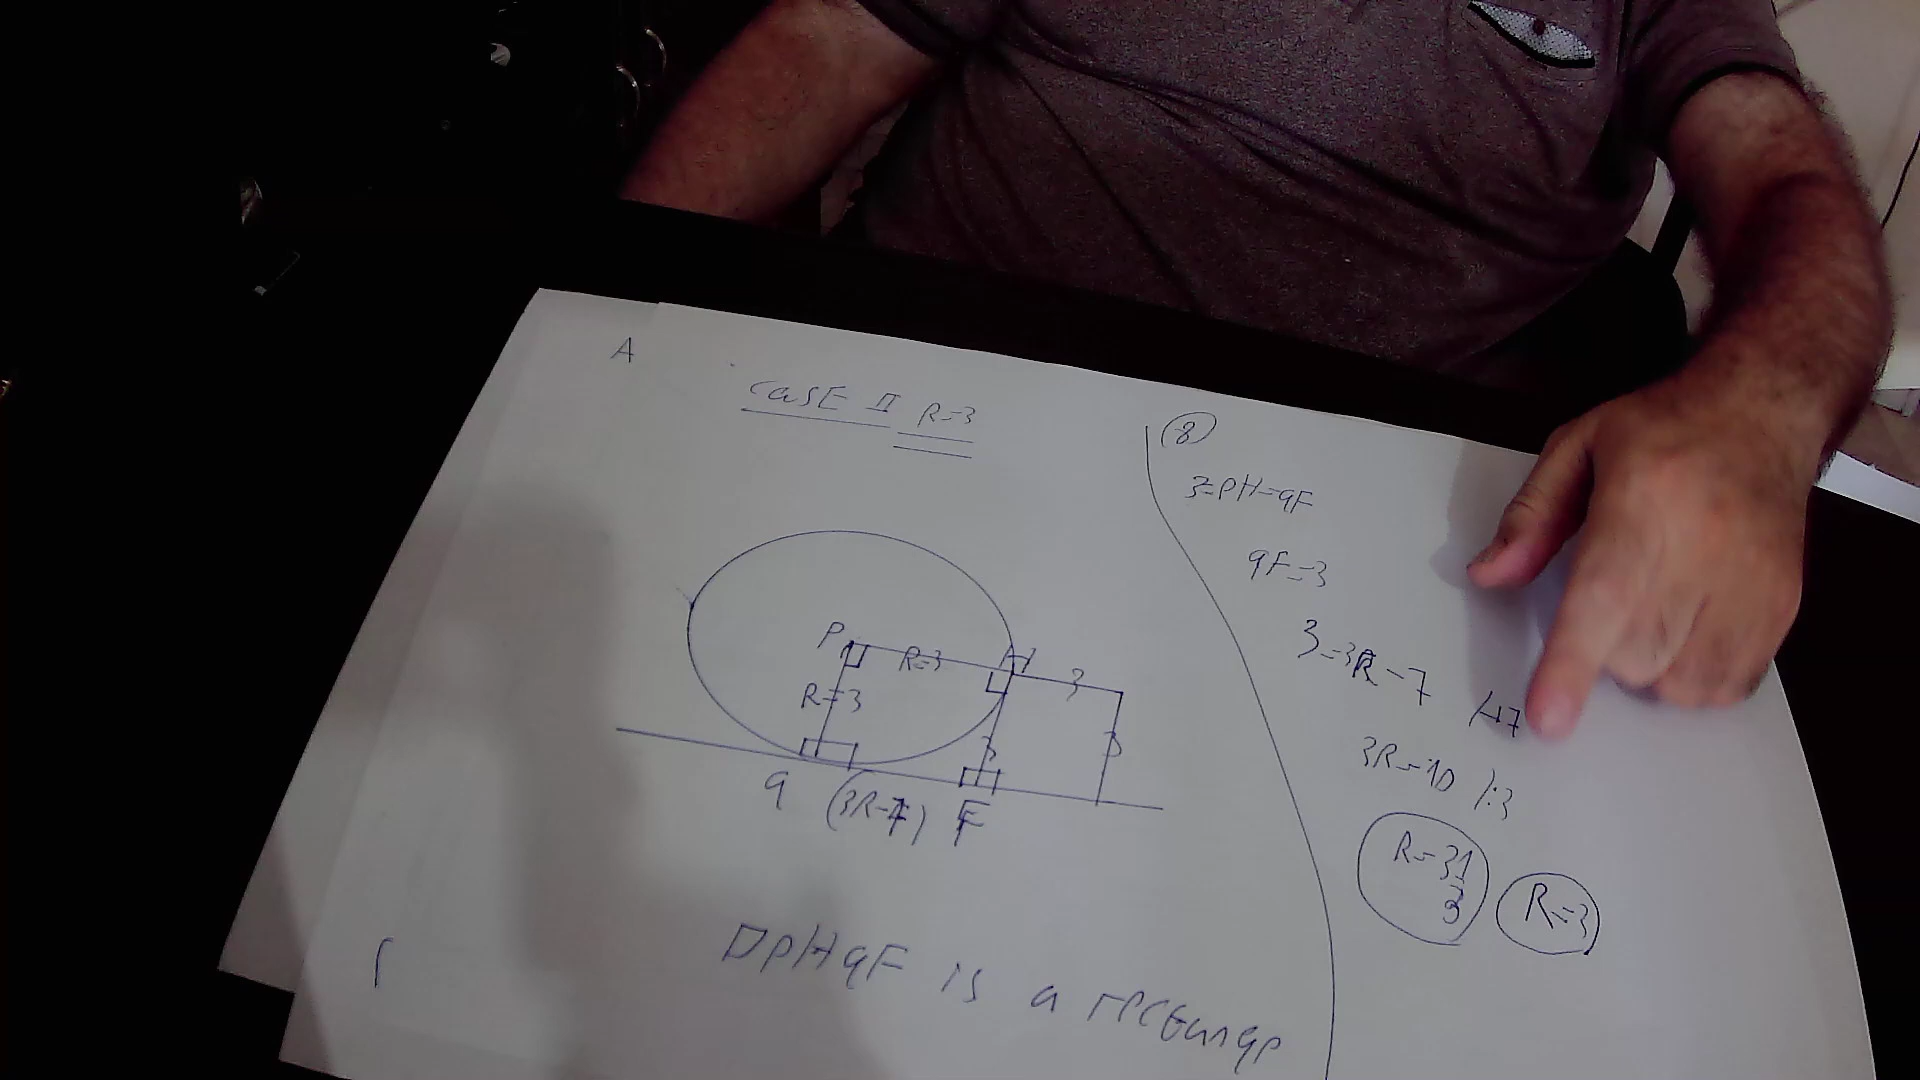 A
CASE II R=3
P
R=3
H
3
R=3
3
3
q (3R-7) F
PHqF is a rectangp
8
3=PH=qF
qF=3
3=3R-7 /+7
3R=10 /:3
R=3 1/3
R=3